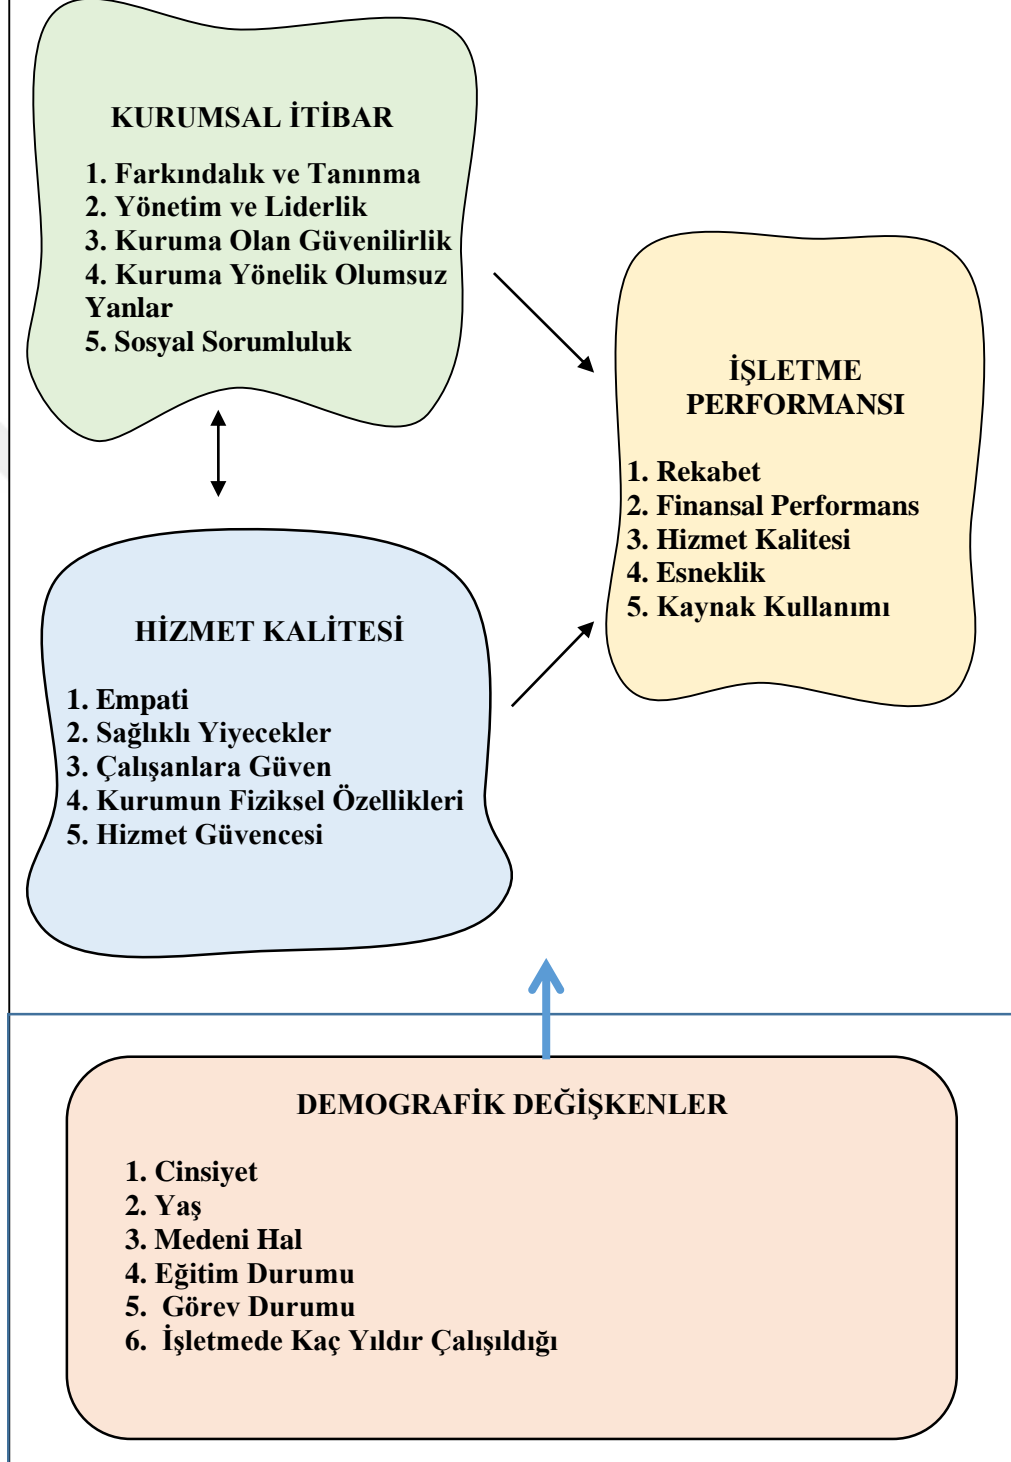 KURUMSAL İTİBAR
1. Farkındalık ve Tanınma
2. Yönetim ve Liderlik
3. Kuruma Olan Güvenilirlik
4. Kuruma Yönelik Olumsuz
Yanlar
5. Sosyal Sorumluluk
İŞLETME
PERFORMANSI
1. Rekabet
2. Finansal Performans
3. Hizmet Kalitesi
4. Esneklik
5. Kaynak Kullanımı
HİZMET KALİTESİ
1. Empati
2. Sağlıklı Yiyecekler
3. Çalışanlara Güven
4. Kurumun Fiziksel Özellikleri
5. Hizmet Güvencesi
DEMOGRAFİK DEĞİŞKENLER
1. Cinsiyet
2. Yaş
3. Medeni Hal
4. Eğitim Durumu
5. Görev Durumu
6. İşletmede Kaç Yıldır Çalışıldığı